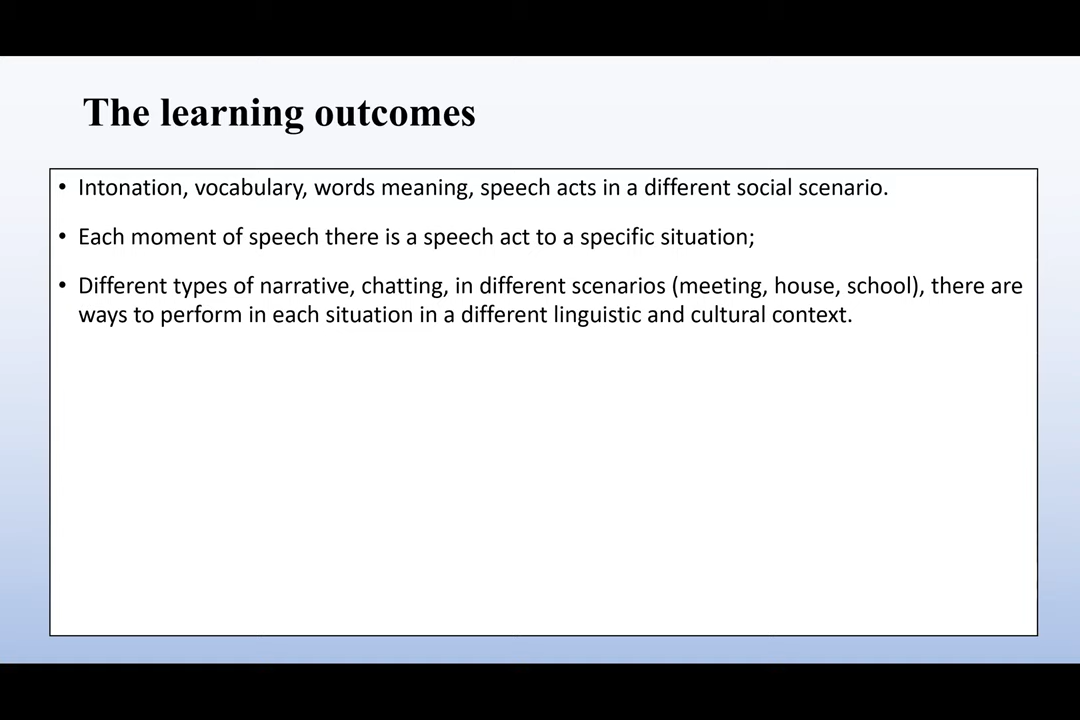 The learning outcomes
• Intonation, vocabulary, words meaning, speech acts in a different social scenario.
• Each moment of speech there is a speech act to a specific situation;
• Different types of narrative, chatting, in different scenarios (meeting, house, school), there are
ways to perform in each situation in a different linguistic and cultural context.